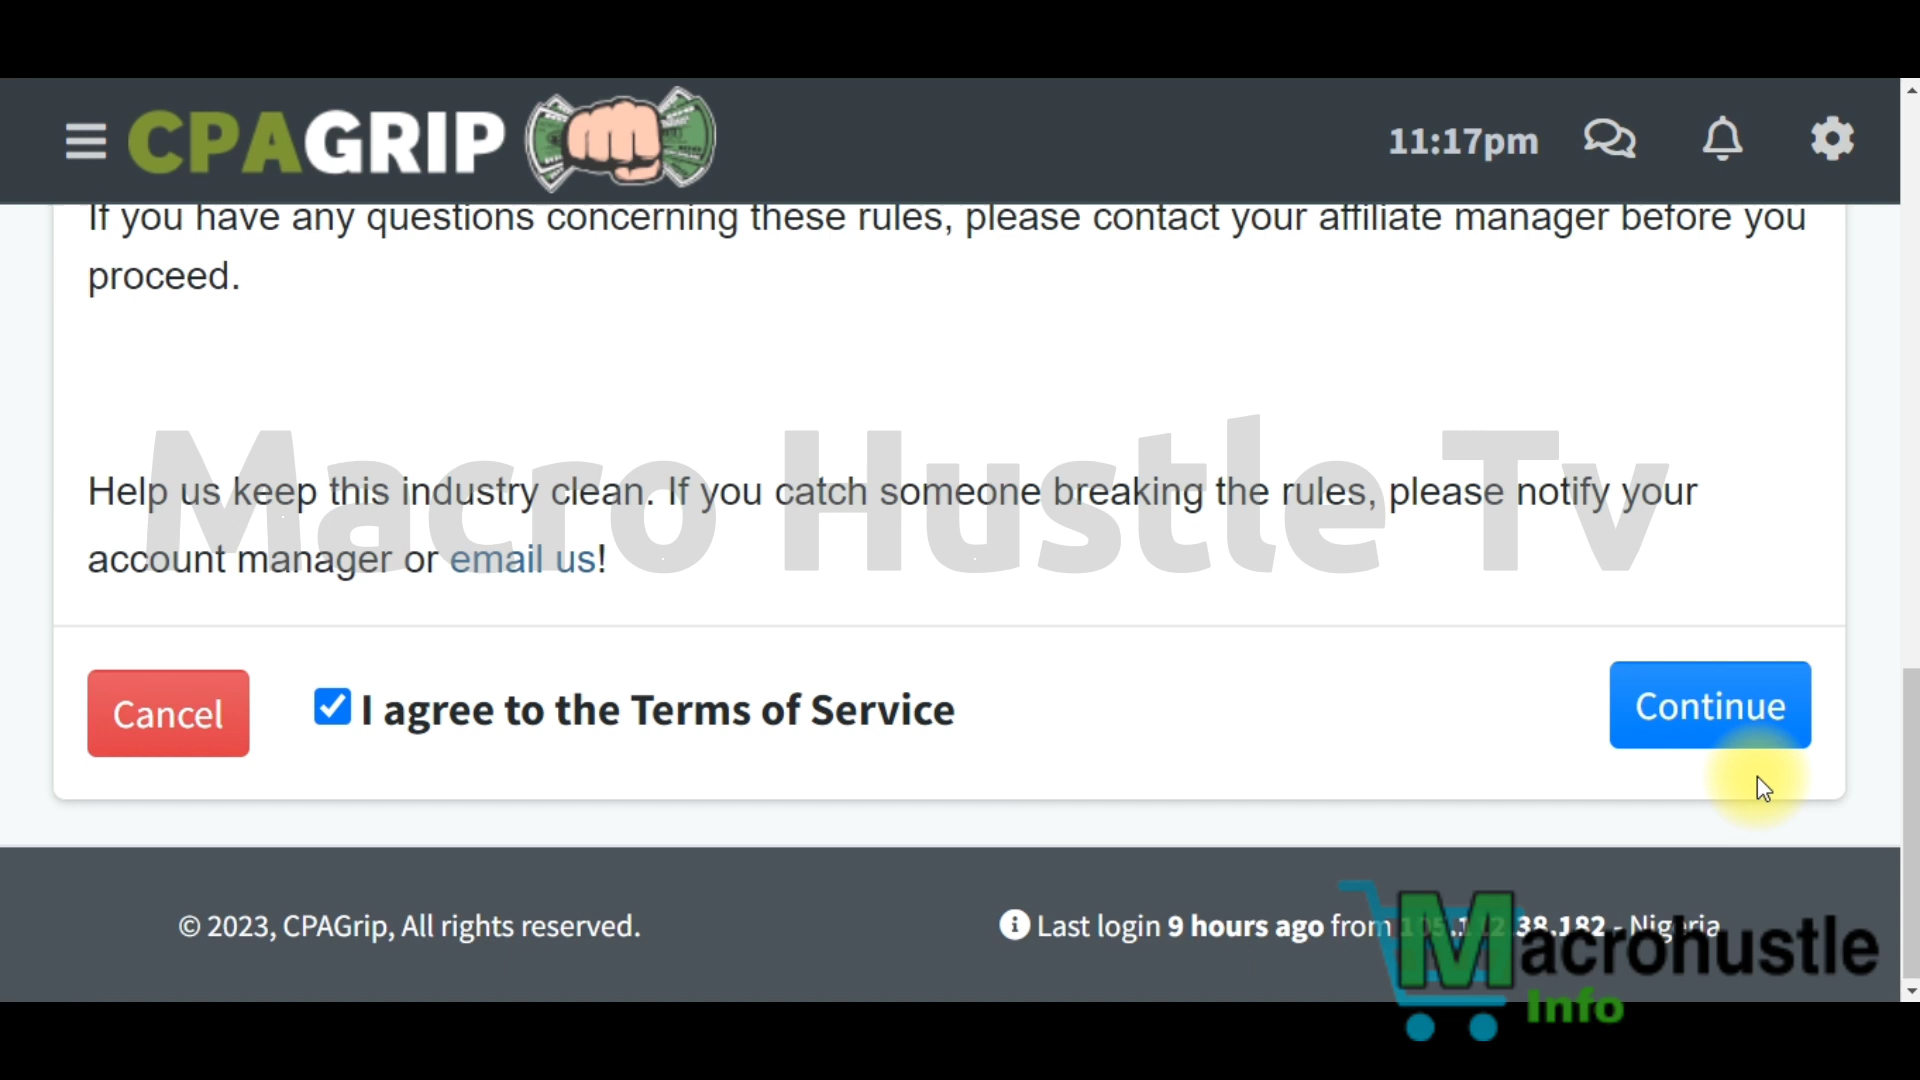 CPAGRIP
11:17pm
If you have any questions concerning these rules, please contact your affiliate manager before you
proceed.
Macro Hustle Tv
Help us keep this industry clean. If you catch someone breaking the rules, please notify your
account manager or email us!
Cancel
I agree to the Terms of Service
Continue
© 2023, CPAGrip, All rights reserved.
Last login 9 hours ago from 38.182 - Nigeria
Macrohustle
Info